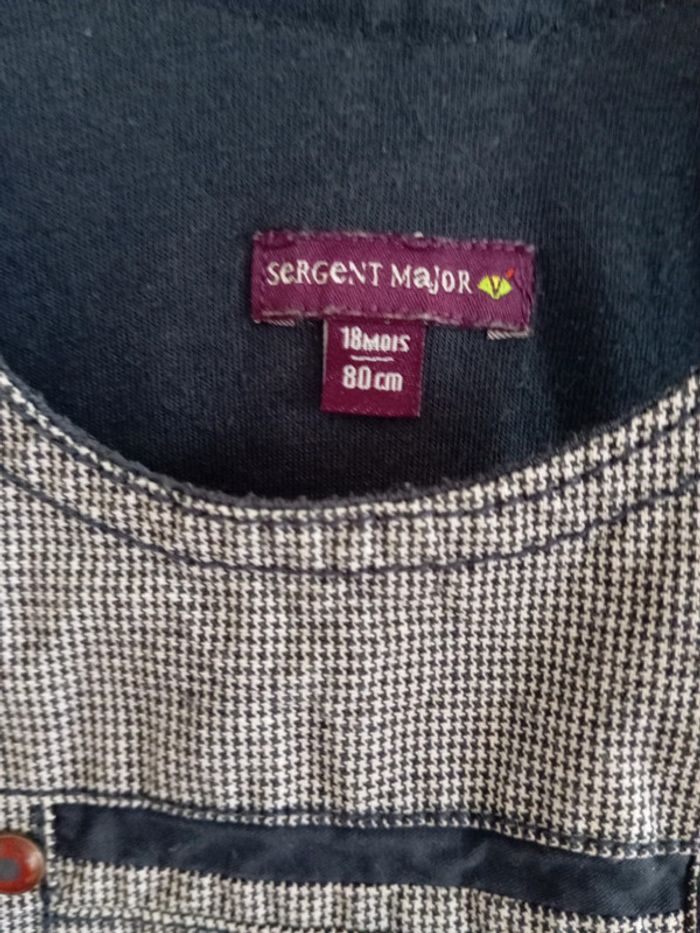 SeRGeNT MaJoR
18MOIS
80cm